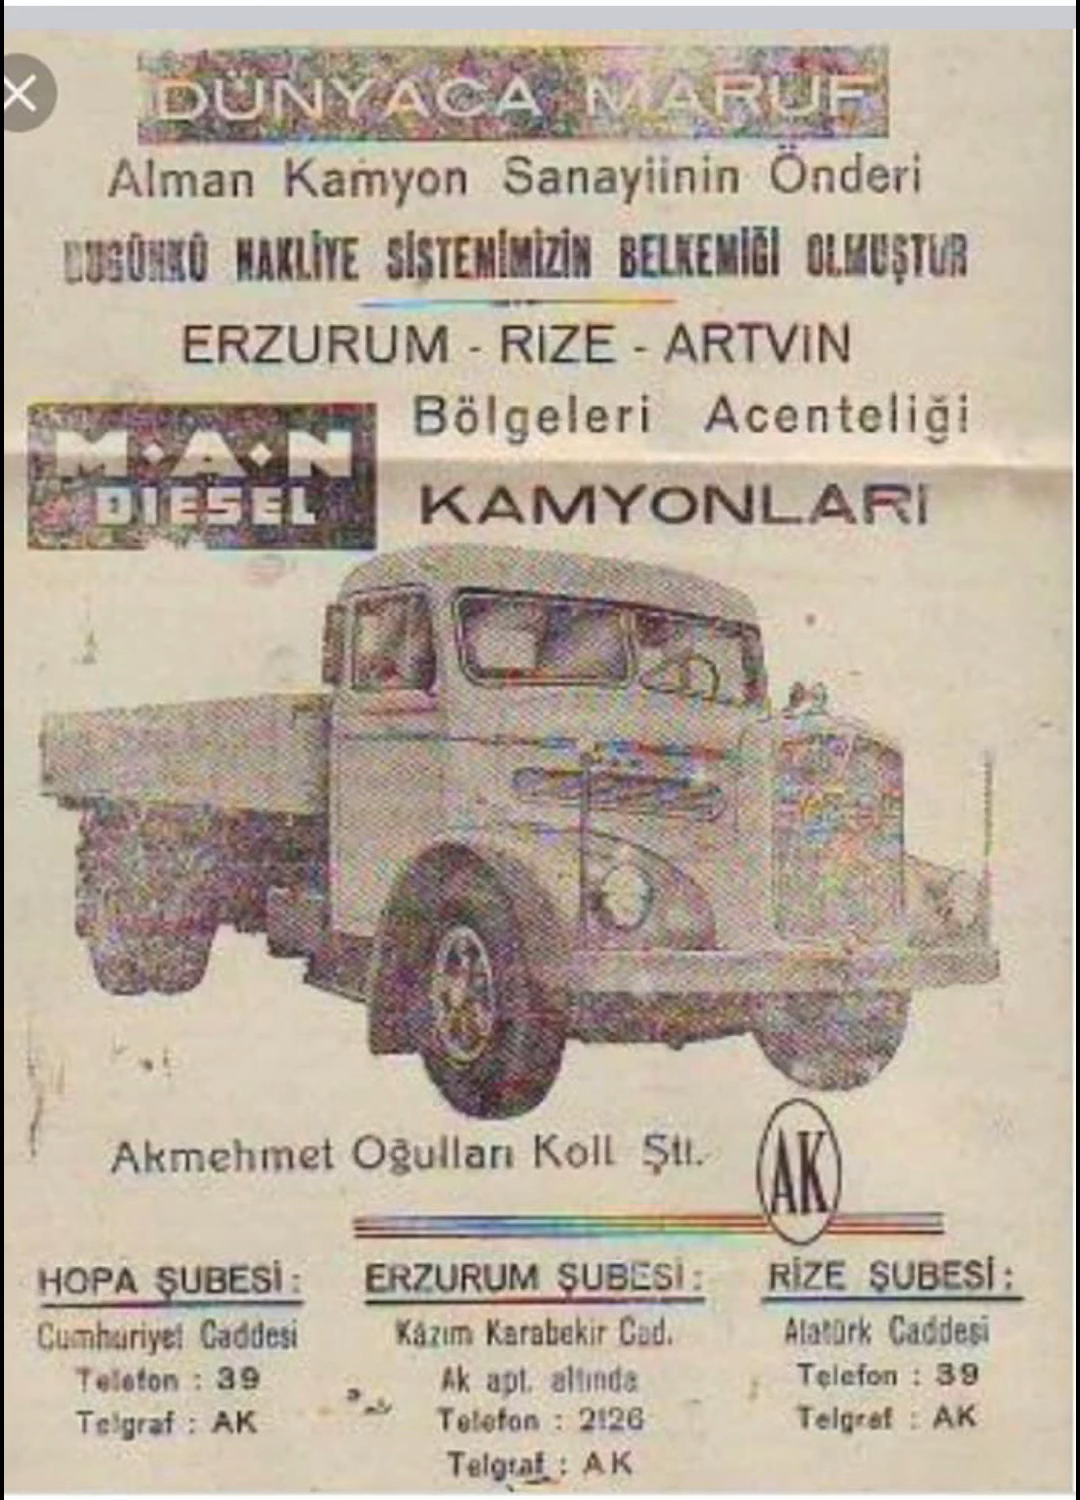 DÜNYACA MARUF
Alman Kamyon Sanayiinin Önderi
BUGÜNKÜ NAKLİYE SİSTEMİMİZİN BELKEMİĞİ OLMUŞTUR
ERZURUM - RİZE - ARTVİN
Bölgeleri Acenteliği
M·A·N
DIESEL
KAMYONLARI
Akmehmet Oğulları Koll Şti.
AK
HOPA ŞUBESİ :
Cumhuriyet Caddesi
Telefon : 39
Telgraf : AK
ERZURUM ŞUBESİ :
Kâzım Karabekir Cad.
Ak apt. altında
Telefon : 2126
Telgraf : AK
RİZE ŞUBESİ :
Atatürk Caddesi
Telefon : 39
Telgraf : AK